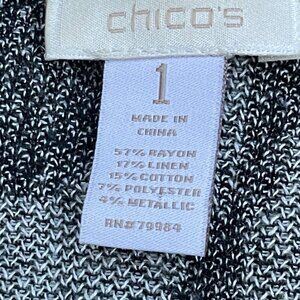 chico's
1
MADE IN
CHINA
57% RAYON
17% LINEN
15% COTTON
7% POLYESTER
4% METALLIC
RN# 79984